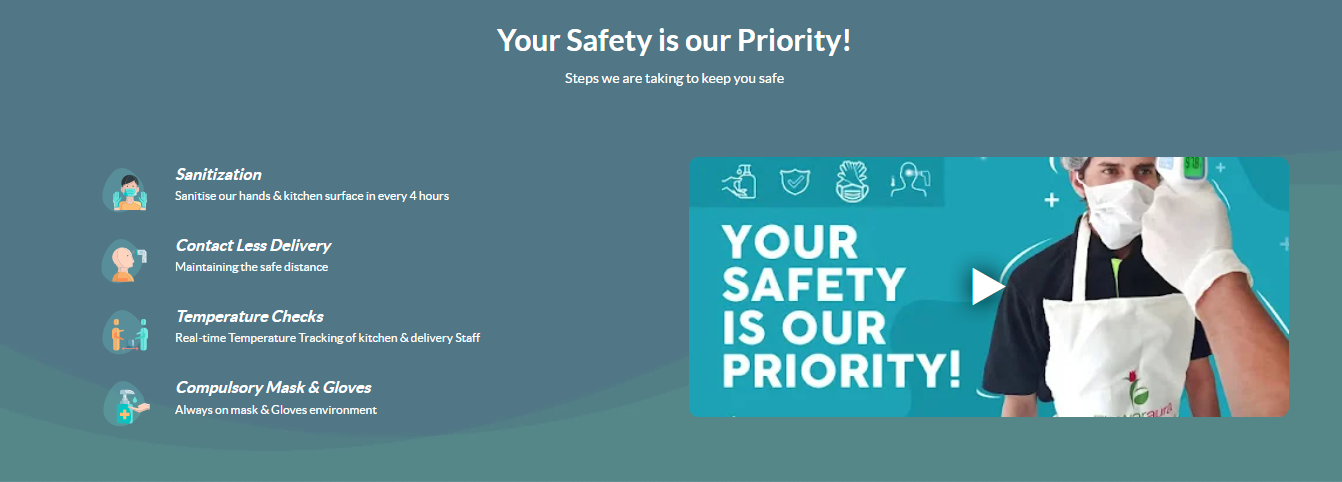 Your Safety is our Priority!
Steps we are taking to keep you safe
Sanitization
Sanitise our hands & kitchen surface in every 4 hours
Contact Less Delivery
Maintaining the safe distance
Temperature Checks
Real-time Temperature Tracking of kitchen & delivery Staff
Compulsory Mask & Gloves
Always on mask & Gloves environment
YOUR
SAFETY
IS OUR
PRIORITY!